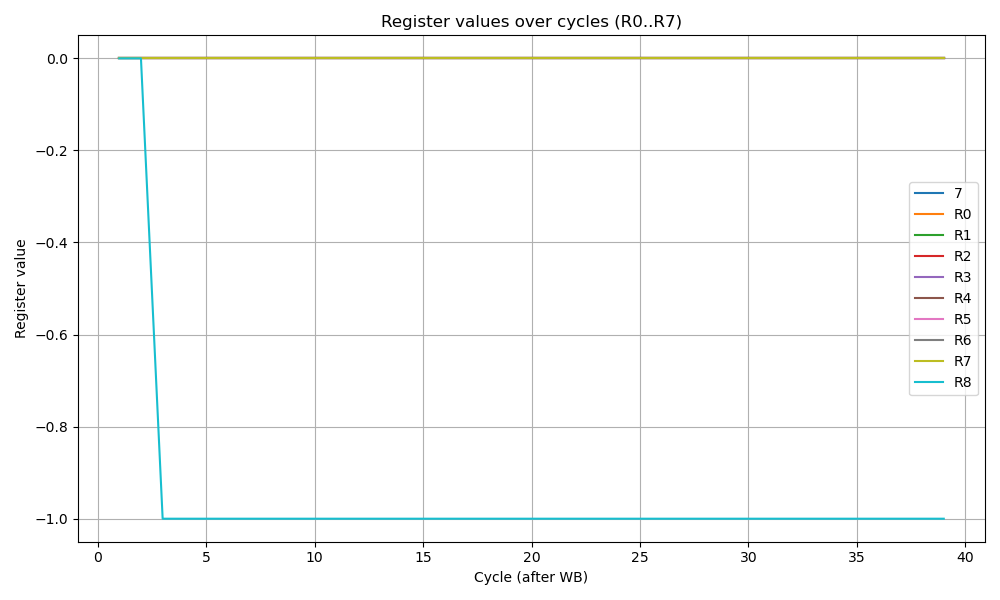 Register values over cycles (R0..R7)
Register value
0.0
−0.2
−0.4
−0.6
−0.8
−1.0
7
R0
R1
R2
R3
R4
R5
R6
R7
R8
0 5 10 15 20 25 30 35 40
Cycle (after WB)